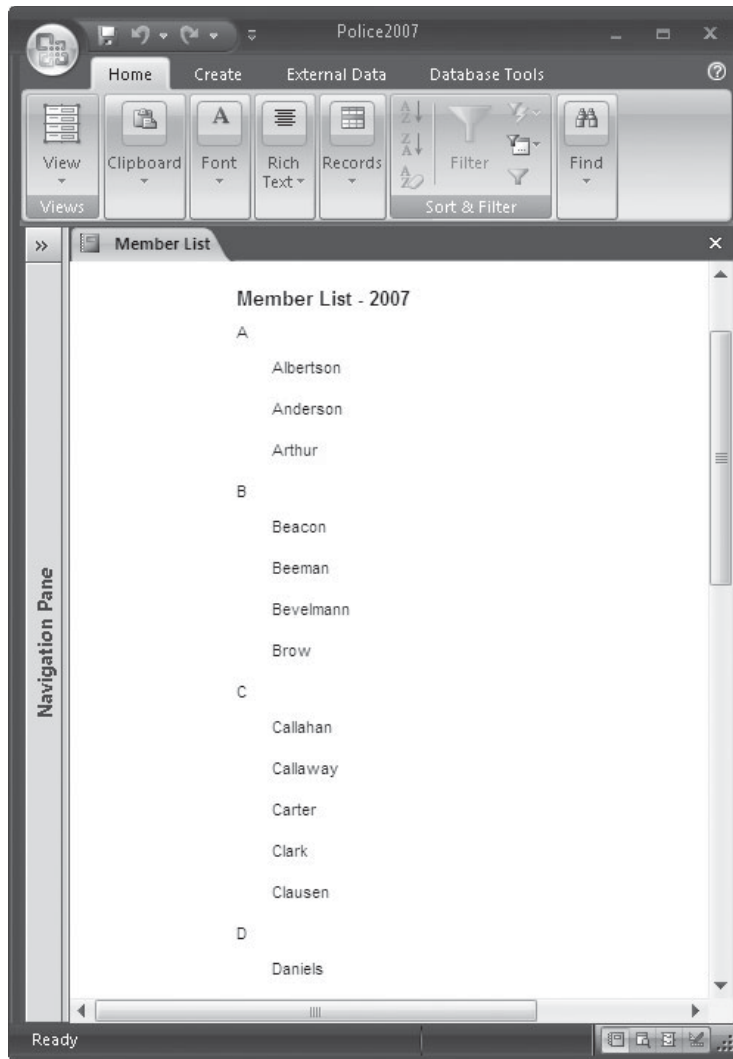 Police2007
Home Create External Data Database Tools
View Clipboard Font Rich Text Records Filter Find
Views Sort & Filter
Member List
Member List - 2007
A
Albertson
Anderson
Arthur
B
Beacon
Beeman
Bevelmann
Brow
C
Callahan
Callaway
Carter
Clark
Clausen
D
Daniels
Navigation Pane
Ready